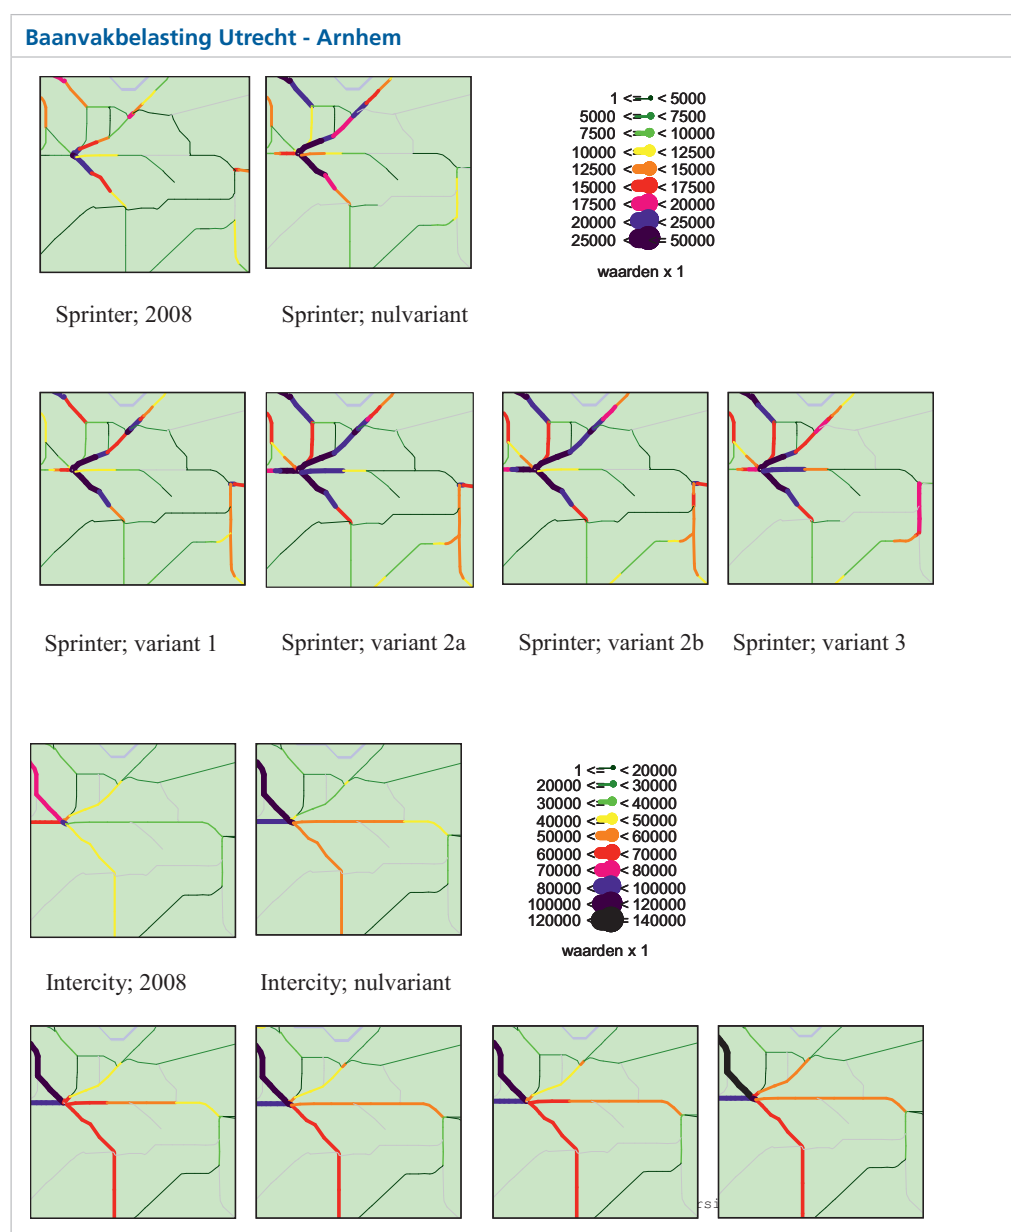 Baanvakbelasting Utrecht - Arnhem
1 <= < 5000
5000 <= < 7500
7500 <= < 10000
10000 <= < 12500
12500 <= < 15000
15000 <= < 17500
17500 <= < 20000
20000 <= < 25000
25000 <= <= 50000
waarden x 1
Sprinter; 2008
Sprinter; nulvariant
Sprinter; variant 1
Sprinter; variant 2a
Sprinter; variant 2b
Sprinter; variant 3
1 <= < 20000
20000 <= < 30000
30000 <= < 40000
40000 <= < 50000
50000 <= < 60000
60000 <= < 70000
70000 <= < 80000
80000 <= < 100000
100000 <= < 120000
120000 <= <= 140000
waarden x 1
Intercity; 2008
Intercity; nulvariant